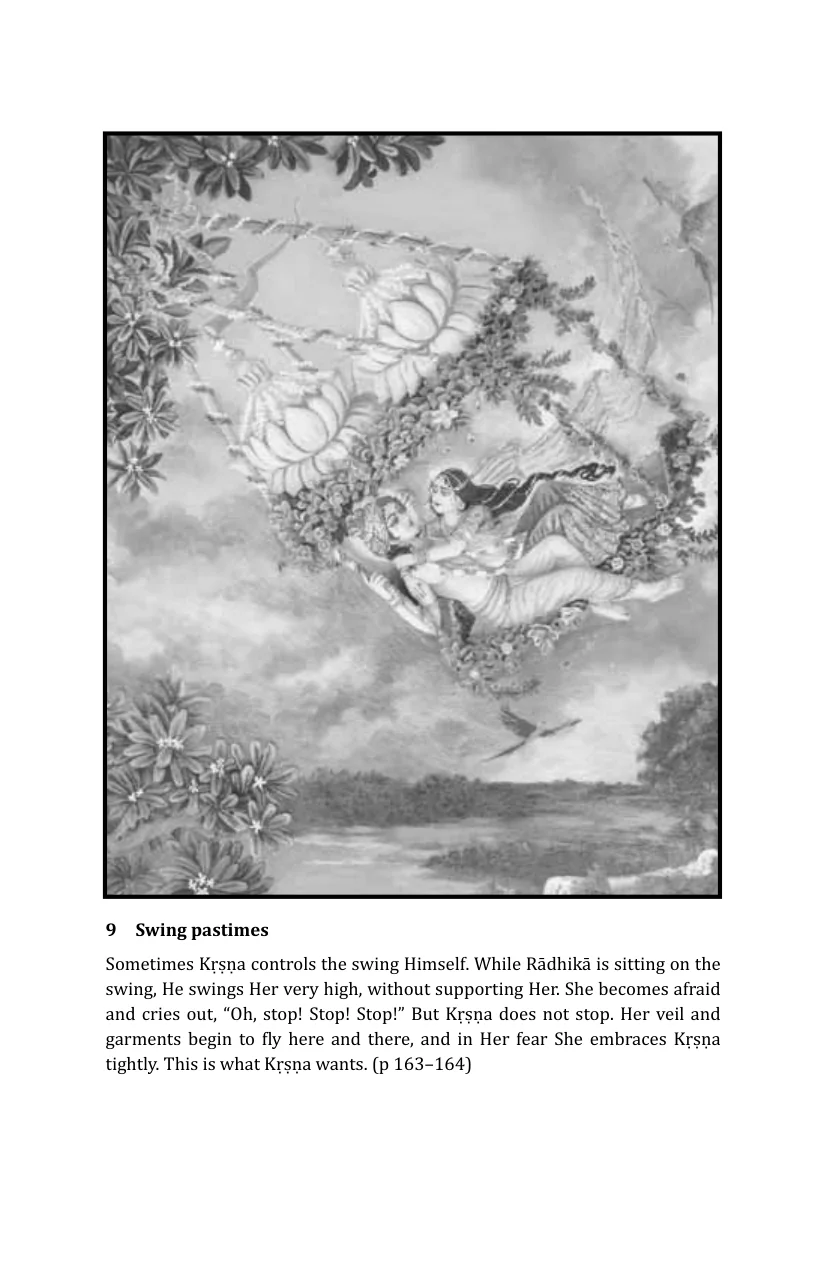 9 Swing pastimes
Sometimes Kṛṣṇa controls the swing Himself. While Rādhikā is sitting on the
swing, He swings Her very high, without supporting Her. She becomes afraid
and cries out, “Oh, stop! Stop! Stop!” But Kṛṣṇa does not stop. Her veil and
garments begin to fly here and there, and in Her fear She embraces Kṛṣṇa
tightly. This is what Kṛṣṇa wants. (p 163–164)